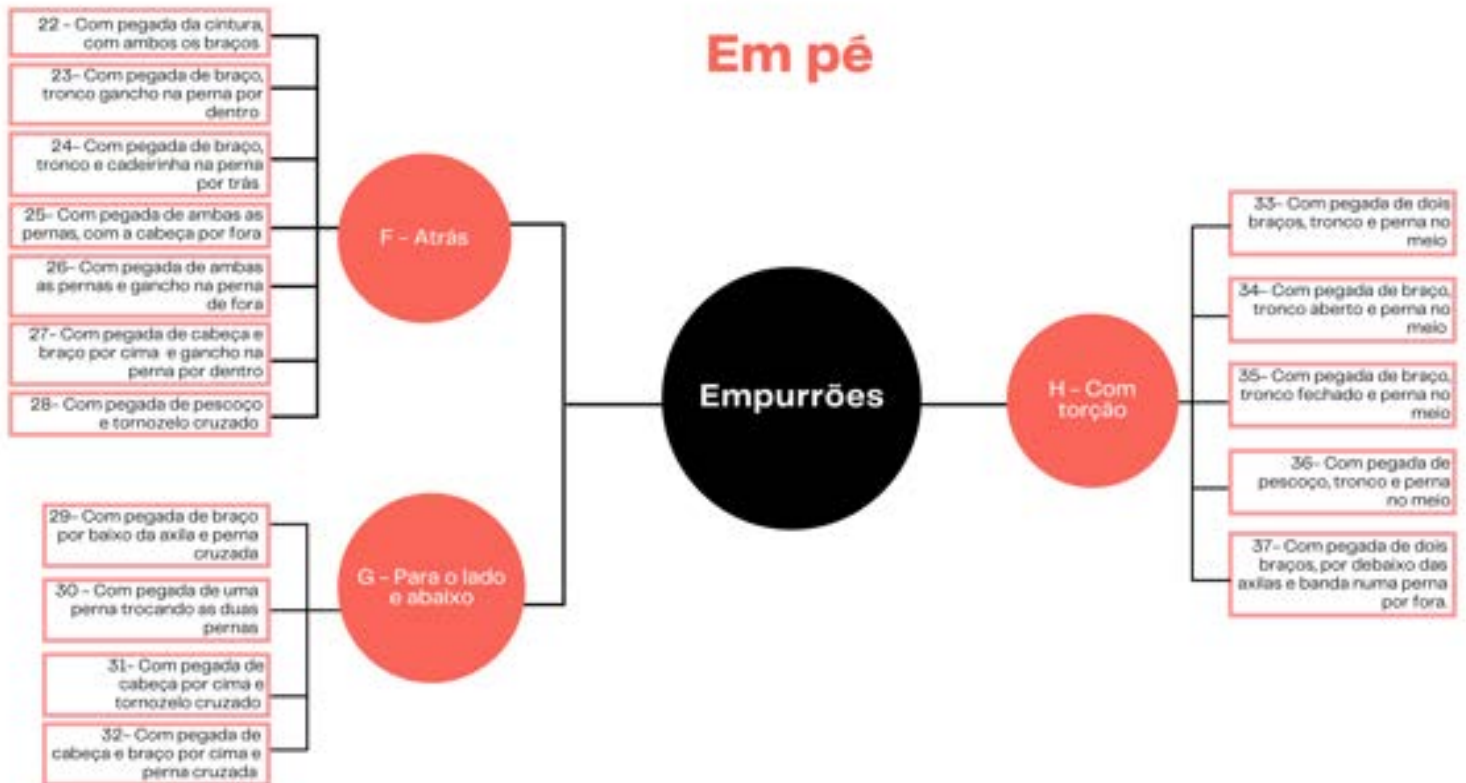 Em pé
22 - Com pegada da cintura,
com ambos os braços
23- Com pegada de braço,
tronco gancho na perna por
dentro
24- Com pegada de braço,
tronco e cadeirinha na perna
por trás
25- Com pegada de ambas as
pernas, com a cabeça por fora
26- Com pegada de ambas
as pernas e gancho na perna
de fora
27- Com pegada de cabeça e
braço por cima e gancho na
perna por dentro
28- Com pegada de pescoço
e tornozelo cruzado
F - Atrás
29- Com pegada de braço
por baixo da axila e perna
cruzada
30 - Com pegada de uma
perna trocando as duas
pernas
31- Com pegada de
cabeça por cima e
tornozelo cruzado
32- Com pegada de
cabeça e braço por cima e
perna cruzada
G - Para o lado
e abaixo
Empurrões
H - Com
torção
33- Com pegada de dois
braços, tronco e perna no
meio
34- Com pegada de braço,
tronco aberto e perna no
meio
35- Com pegada de braço,
tronco fechado e perna no
meio
36- Com pegada de
pescoço, tronco e perna
no meio
37- Com pegada de dois
braços, por debaixo das
axilas e banda numa perna
por fora.